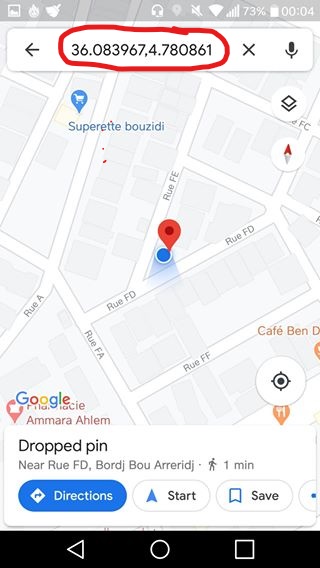 73% 00:04
36.083967,4.780861
Superette bouzidi
Rue FE
Rue FC
Rue FD
Rue A
Rue FD
Rue FA
Rue FF
Café Ben D
Google
Pharmacie
Ammara Ahlem
Dropped pin
Near Rue FD, Bordj Bou Arreridj · 1 min
Directions
Start
Save